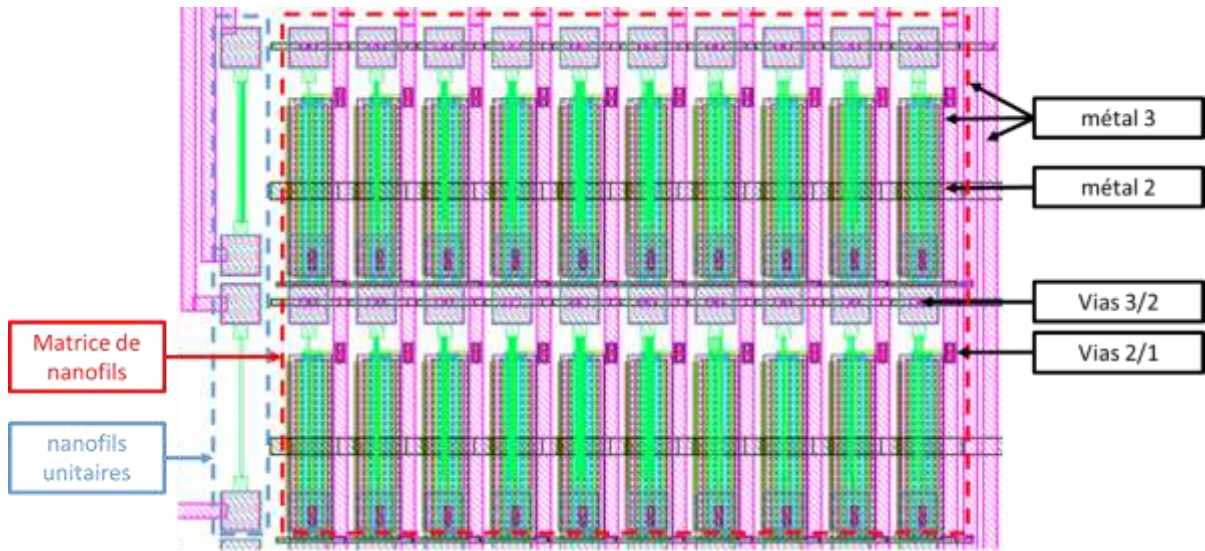 métal 3
métal 2
Vias 3/2
Matrice de
nanofils
Vias 2/1
nanofils
unitaires